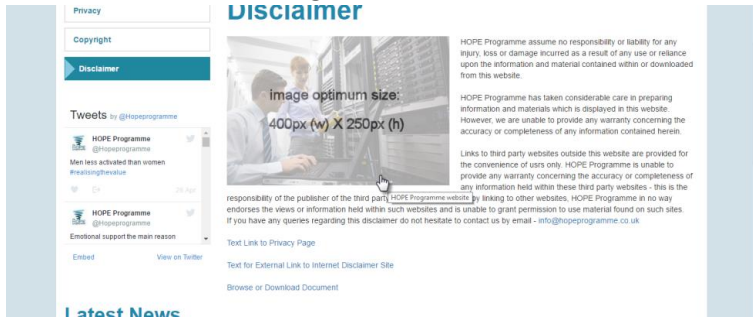 Privacy
Copyright
Disclaimer
Tweets by @Hopeprogramme
HOPE Programme
@Hopeprogramme
Men less activated than women
#realisingthevalue
26 Apr
HOPE Programme
@Hopeprogramme
Emotional support the main reason
Embed
View on Twitter
Latest News
Disclaimer
image optimum size:
400px (w) X 250px (h)
HOPE Programme website
HOPE Programme assume no responsibility or liability for any
injury, loss or damage incurred as a result of any use or reliance
upon the information and material contained within or downloaded
from this website.
HOPE Programme has taken considerable care in preparing
information and materials which is displayed in this website.
However, we are unable to provide any warranty concerning the
accuracy or completeness of any information contained herein.
Links to third party websites outside this website are provided for
the convenience of usrs only. HOPE Programme is unable to
provide any warranty concerning the accuracy or completeness of
any information held within these third party websites - this is the
responsibility of the publisher of the third party by linking to other websites, HOPE Programme in no way
endorses the views or information held within such websites and is unable to grant permission to use material found on such sites.
If you have any queries regarding this disclaimer do not hesitate to contact us by email - info@hopeprogramme.co.uk
Text Link to Privacy Page
Text for External Link to Internet Disclaimer Site
Browse or Download Document